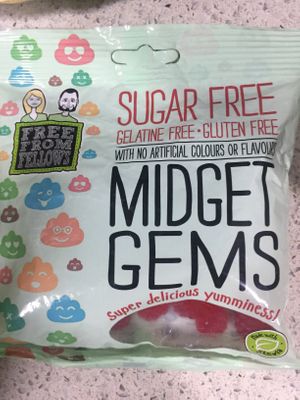 FREE
FROM
FELLOWS
SUGAR FREE
GELATINE FREE • GLUTEN FREE
WITH NO ARTIFICIAL COLOURS OR FLAVOURS
MIDGET
GEMS
Super delicious yumminess!